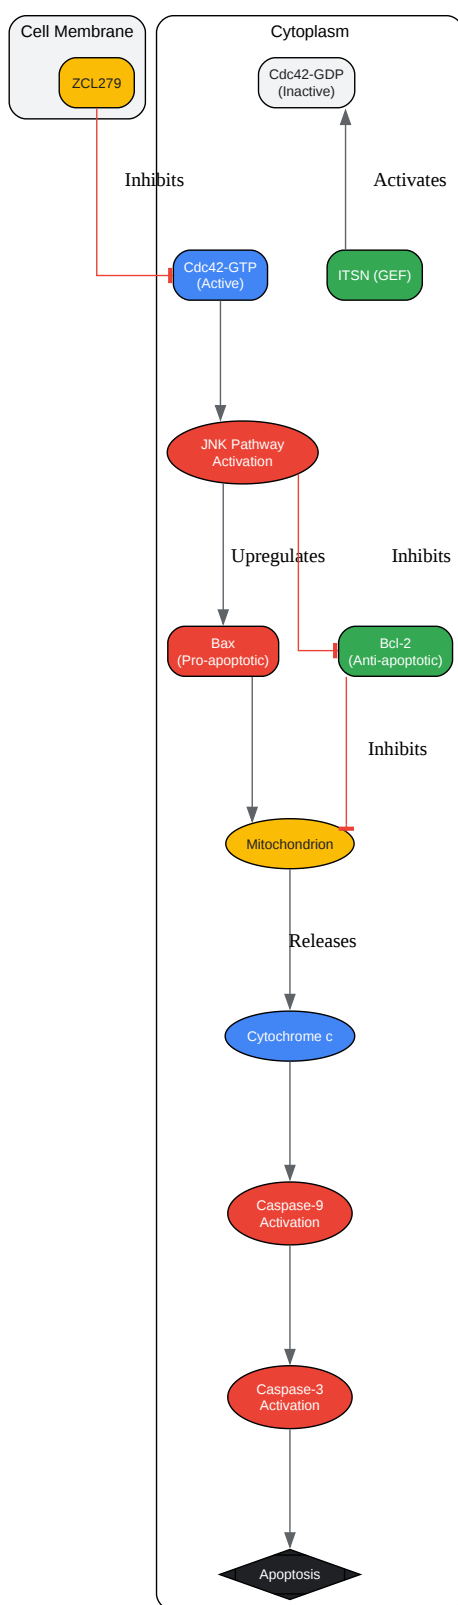 Cell Membrane
Cytoplasm
ZCL279
Cdc42-GDP
(Inactive)
Inhibits
Activates
Cdc42-GTP
(Active)
ITSN (GEF)
JNK Pathway
Activation
Upregulates
Inhibits
Bax
(Pro-apoptotic)
Bcl-2
(Anti-apoptotic)
Inhibits
Mitochondrion
Releases
Cytochrome c
Caspase-9
Activation
Caspase-3
Activation
Apoptosis